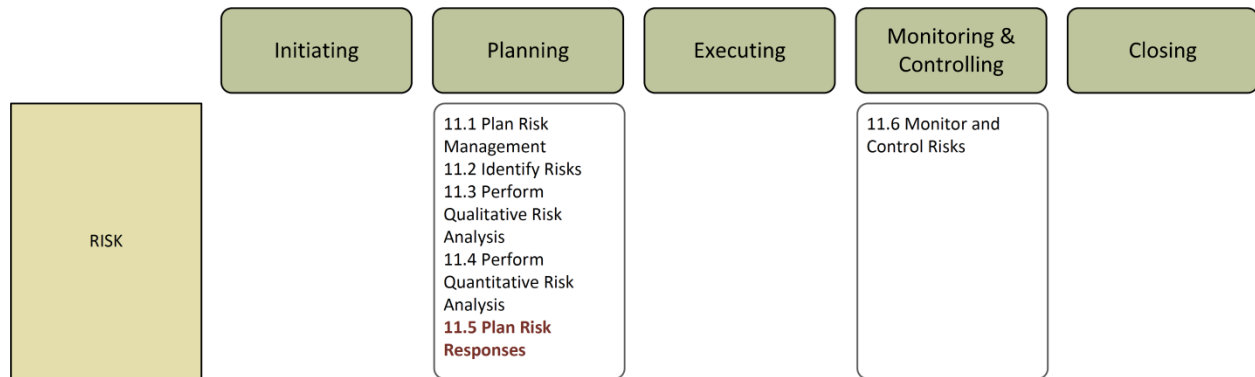 Initiating
Planning
Executing
Monitoring &
Controlling
Closing
RISK
11.1 Plan Risk
Management
11.2 Identify Risks
11.3 Perform
Qualitative Risk
Analysis
11.4 Perform
Quantitative Risk
Analysis
11.5 Plan Risk
Responses
11.6 Monitor and
Control Risks